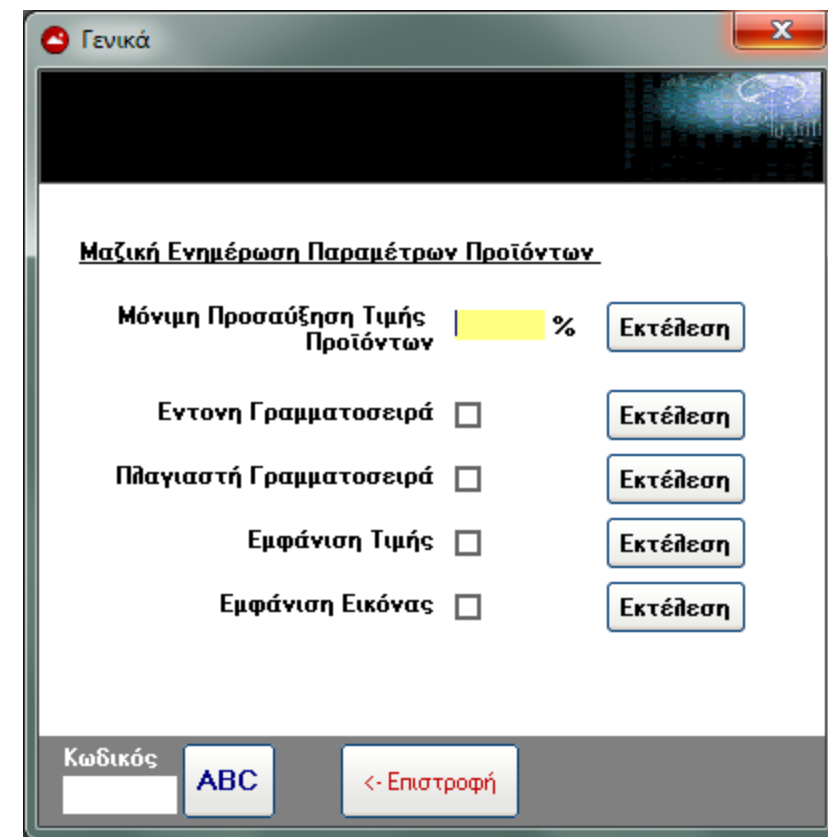 Γενικά
Μαζική Ενημέρωση Παραμέτρων Προϊόντων
Μόνιμη Προσαύξηση Τιμής
Προϊόντων
%
Εκτέλεση
Εντονη Γραμματοσειρά
Εκτέλεση
Πλαγιαστή Γραμματοσειρά
Εκτέλεση
Εμφάνιση Τιμής
Εκτέλεση
Εμφάνιση Εικόνας
Εκτέλεση
Κωδικός
ABC
<- Επιστροφή